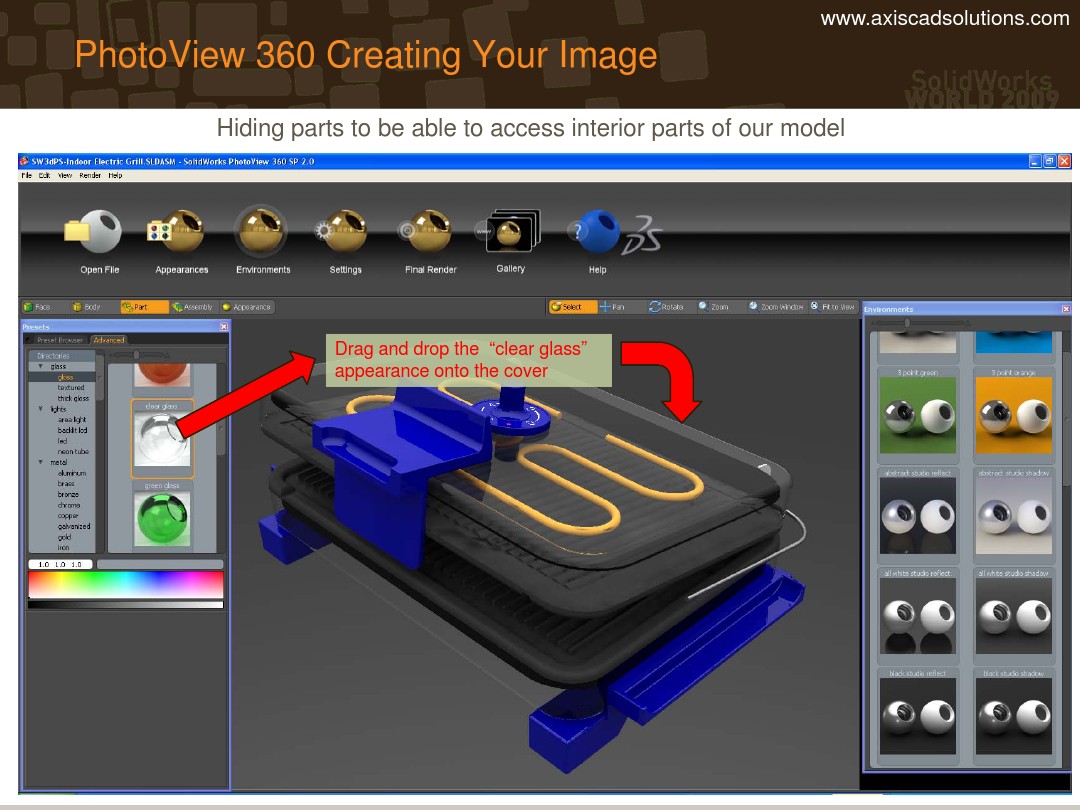 www.axiscadsolutions.com
PhotoView 360 Creating Your Image
SolidWorks
WORLD 2009
Hiding parts to be able to access interior parts of our model
SW3dPS-Indoor Electric Grill.SLDASM - SolidWorks PhotoView 360 SP 2.0
File Edit View Render Help
Open File Appearances Environments Settings Final Render Gallery Help
Face Body Part Assembly Appearance Select Pan Rotate Zoom Zoom Window Fit to View
Environments
Presets
Preset Browser Advanced
Directories
glass
glass
textured
thick gloss
lights
area light
backlit lcd
led
neon tube
metal
aluminum
brass
bronze
chrome
copper
galvanized
gold
iron
clear glass
green glass
1.0 1.0 1.0
Drag and drop the “clear glass”
appearance onto the cover
3 point green 3 point orange
abstract studio reflect abstract studio shadow
all white studio reflect all white studio shadow
black studio reflect black studio shadow